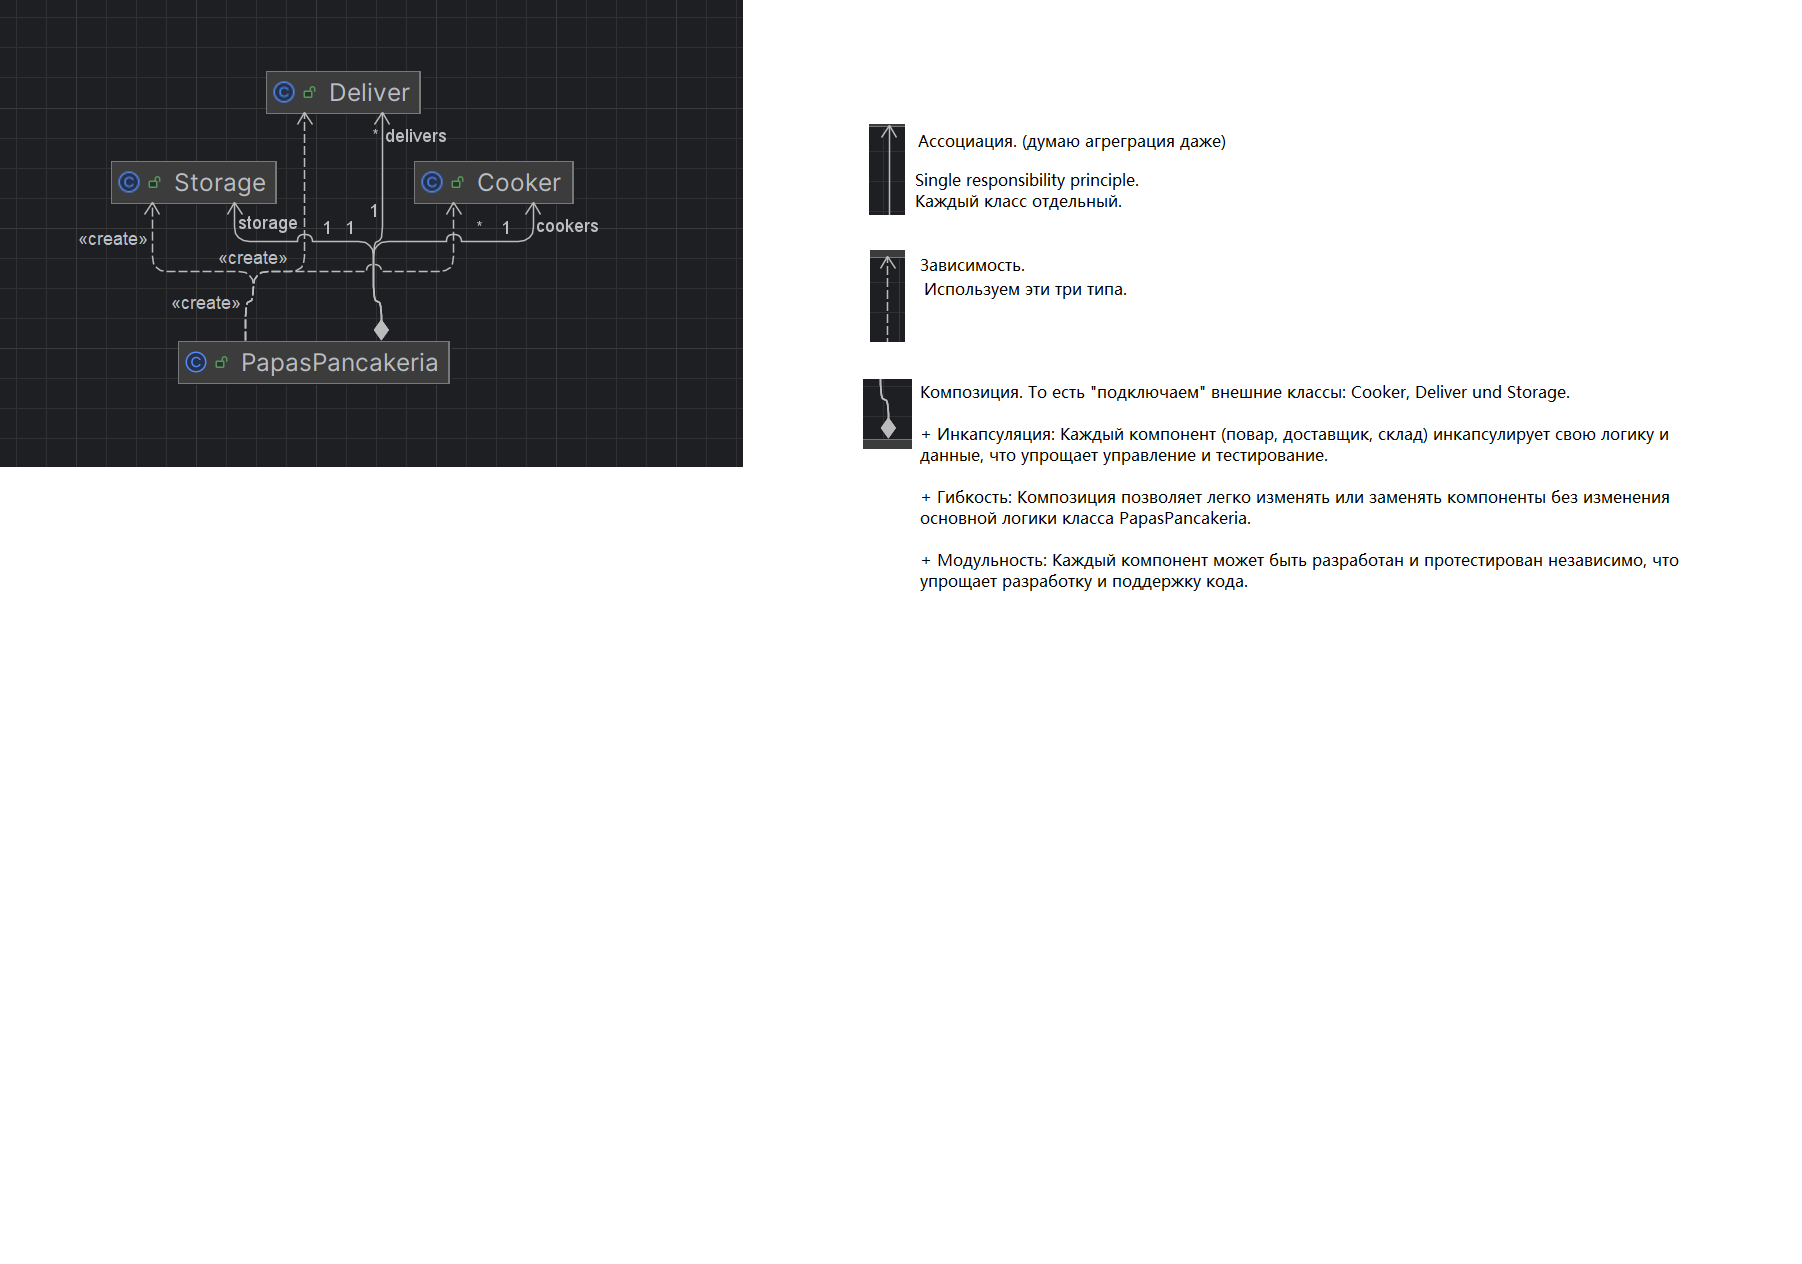 Deliver
* delivers
Storage
Cooker
1
storage
1 1
* 1
cookers
«create»
«create»
«create»
PapasPancakeria
Ассоциация. (думаю агреграция даже)
Single responsibility principle.
Каждый класс отдельный.
Зависимость.
Используем эти три типа.
Композиция. То есть "подключаем" внешние классы: Cooker, Deliver und Storage.
+ Инкапсуляция: Каждый компонент (повар, доставщик, склад) инкапсулирует свою логику и
данные, что упрощает управление и тестирование.
+ Гибкость: Композиция позволяет легко изменять или заменять компоненты без изменения
основной логики класса PapasPancakeria.
+ Модульность: Каждый компонент может быть разработан и протестирован независимо, что
упрощает разработку и поддержку кода.